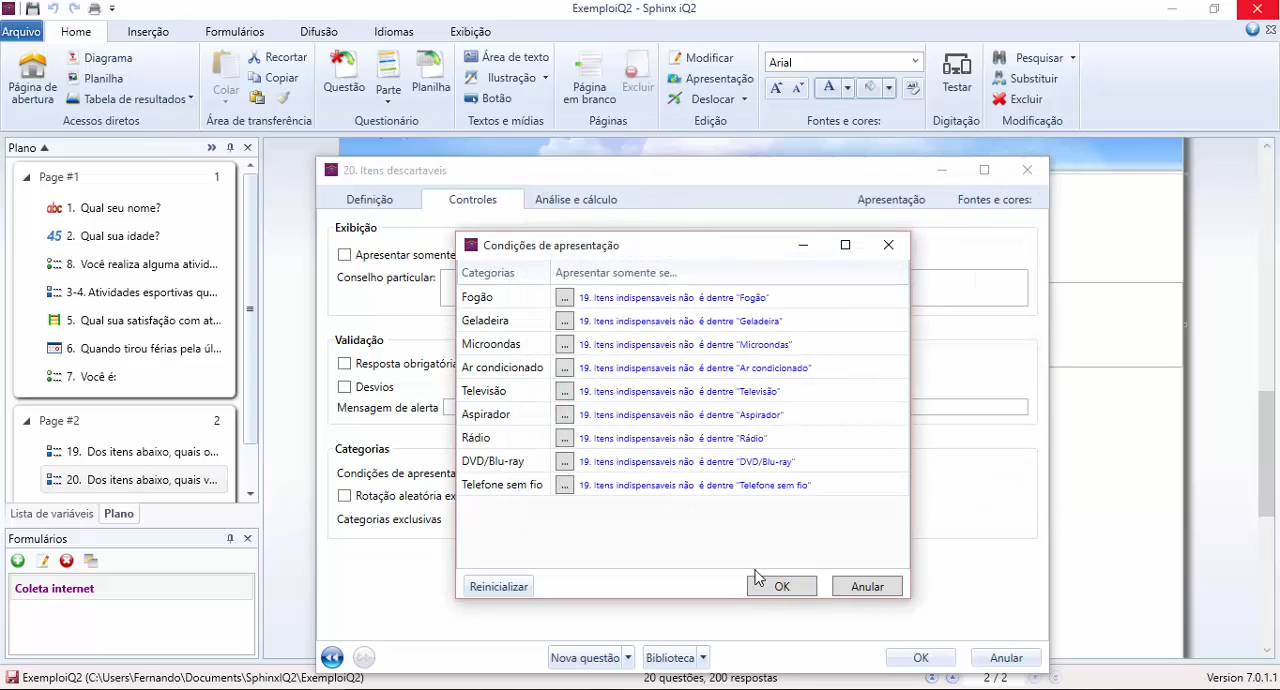 ExemploiQ2 - Sphinx iQ2
Arquivo Home Inserção Formulários Difusão Idiomas Exibição
Página de abertura
Diagrama
Planilha
Tabela de resultados
Acessos diretos
Colar
Recortar
Copiar
Área de transferência
Questão
Parte
Planilha
Questionário
Área de texto
Ilustração
Botão
Textos e mídias
Página em branco
Excluir
Páginas
Modificar
Apresentação
Deslocar
Edição
Arial
A A A
Fontes e cores:
Testar
Digitação
Pesquisar
Substituir
Excluir
Modificação
Plano
Page #1 1
abc 1. Qual seu nome?
45 2. Qual sua idade?
8. Você realiza alguma ativid...
3-4. Atividades esportivas qu...
5. Qual sua satisfação com at...
6. Quando tirou férias pela úl...
7. Você é:
Page #2 2
19. Dos itens abaixo, quais o...
20. Dos itens abaixo, quais v...
Lista de variáveis Plano
Formulários
Coleta internet
20. Itens descartaveis
Definição Controles Análise e cálculo Apresentação Fontes e cores:
Exibição
Apresentar somente
Conselho particular:
Validação
Resposta obrigatória
Desvios
Mensagem de alerta
Categorias
Condições de apresenta
Rotação aleatória ex
Categorias exclusivas
Condições de apresentação
Categorias Apresentar somente se...
Fogão ... 19. Itens indispensaveis não é dentre "Fogão"
Geladeira ... 19. Itens indispensaveis não é dentre "Geladeira"
Microondas ... 19. Itens indispensaveis não é dentre "Microondas"
Ar condicionado ... 19. Itens indispensaveis não é dentre "Ar condicionado"
Televisão ... 19. Itens indispensaveis não é dentre "Televisão"
Aspirador ... 19. Itens indispensaveis não é dentre "Aspirador"
Rádio ... 19. Itens indispensaveis não é dentre "Rádio"
DVD/Blu-ray ... 19. Itens indispensaveis não é dentre "DVD/Blu-ray"
Telefone sem fio ... 19. Itens indispensaveis não é dentre "Telefone sem fio"
Reinicializar OK Anular
Nova questão Biblioteca OK Anular
ExemploiQ2 (C:\Users\Fernando\Documents\SphinxIQ2\ExemploiQ2) 20 questões, 200 respostas 2 / 2 Version 7.0.1.1